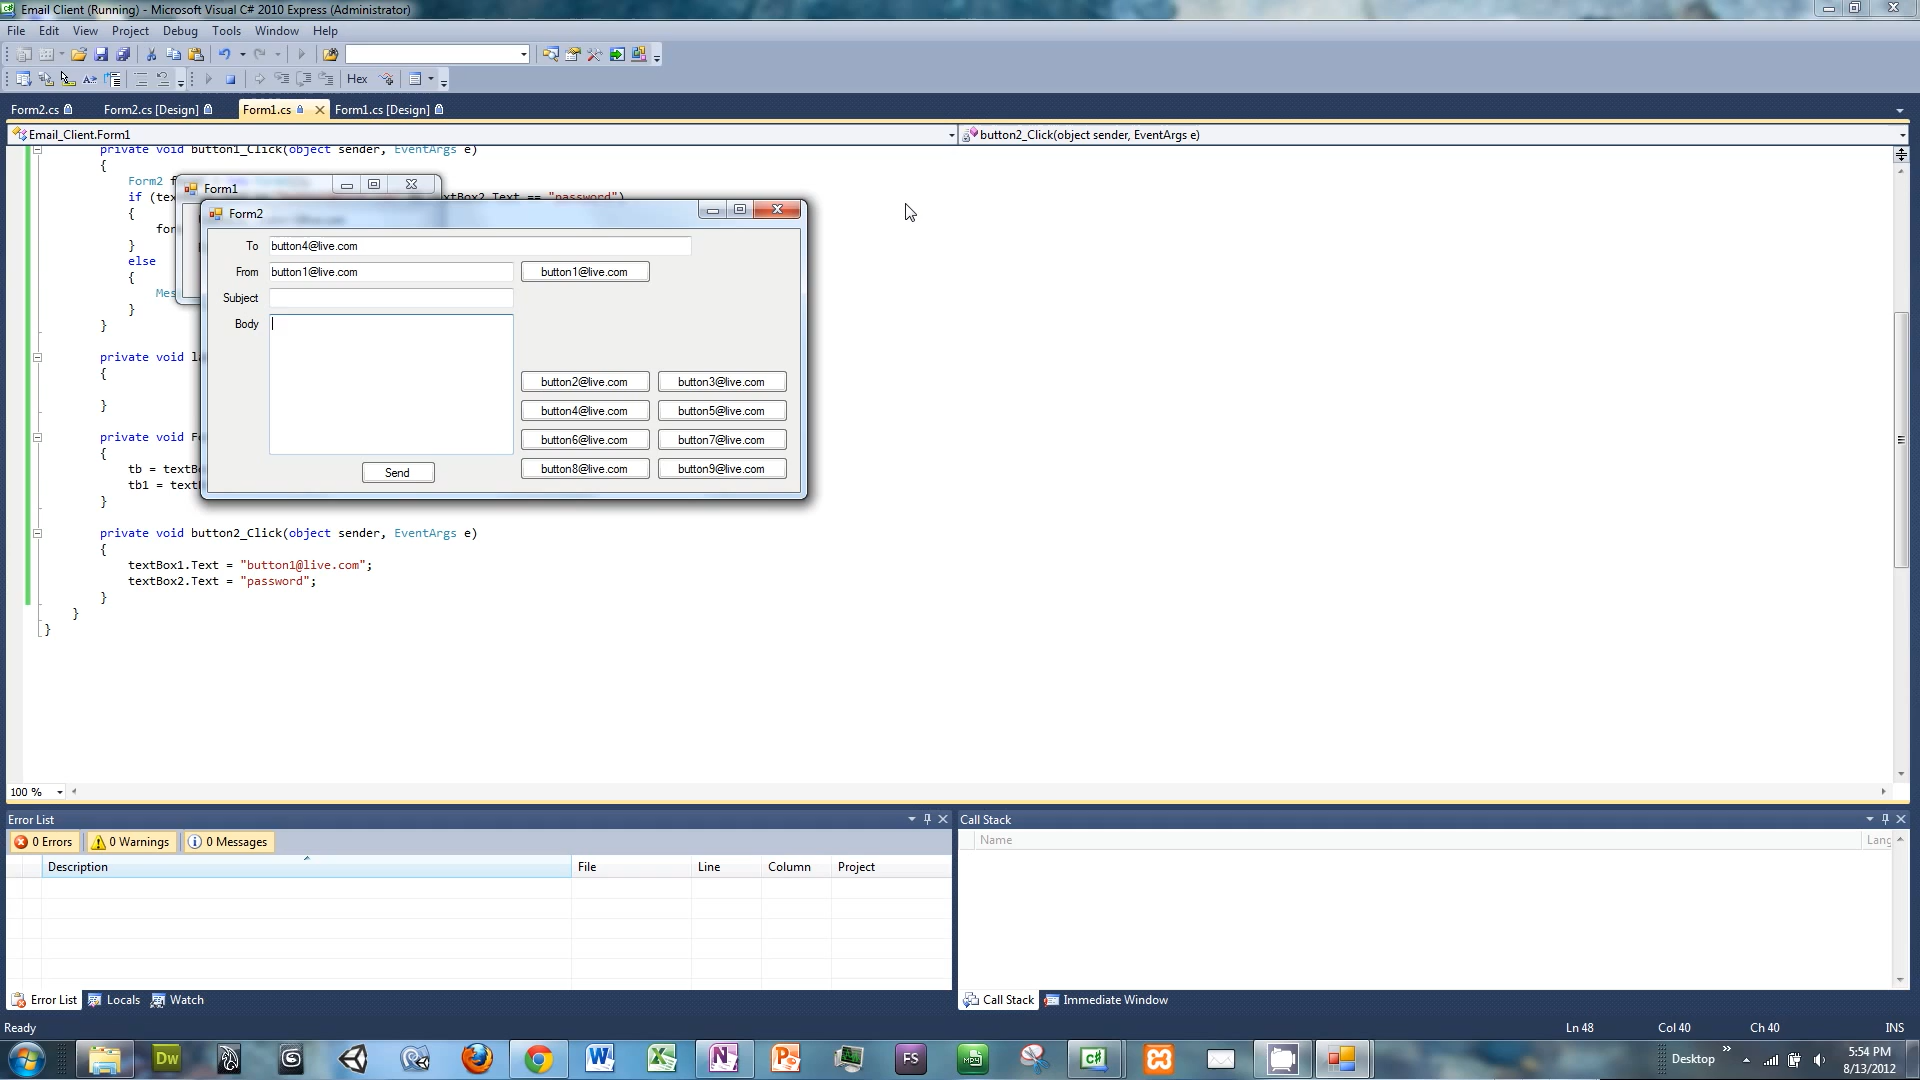 Email Client (Running) - Microsoft Visual C# 2010 Express (Administrator)
File Edit View Project Debug Tools Window Help
Hex
Form2.cs Form2.cs [Design] Form1.cs Form1.cs [Design]
Email_Client.Form1 button2_Click(object sender, EventArgs e)
private void button1_Click(object sender, EventArgs e)
{
Form2
if (tex
xtBox2.Text == "password")
{
for
}
else
{
Mes
}
}
private void la
{
}
private void Fo
{
tb = textB
tb1 = text
}
private void button2_Click(object sender, EventArgs e)
{
textBox1.Text = "button1@live.com";
textBox2.Text = "password";
}
}
}
Form1
Form2
To button4@live.com
From button1@live.com button1@live.com
Subject
Body
button2@live.com button3@live.com
button4@live.com button5@live.com
button6@live.com button7@live.com
button8@live.com button9@live.com
Send
100 %
Error List
0 Errors 0 Warnings 0 Messages
Description File Line Column Project
Error List Locals Watch
Call Stack
Name Lang
Call Stack Immediate Window
Ready Ln 48 Col 40 Ch 40 INS
Dw FS MP4 C#
Desktop
5:54 PM
8/13/2012